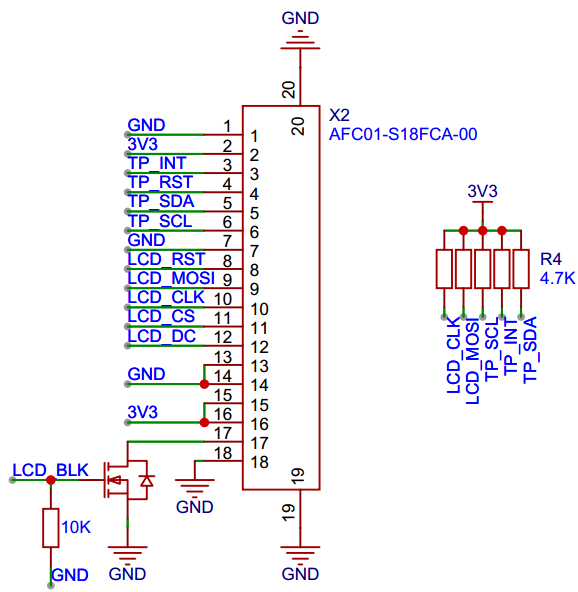 GND
20
20
X2
AFC01-S18FCA-00
GND 1 1
3V3 2 2
TP_INT 3 3
TP_RST 4 4
TP_SDA 5 5
TP_SCL 6 6
GND 7 7
LCD_RST 8 8
LCD_MOSI 9 9
LCD_CLK 10 10
LCD_CS 11 11
LCD_DC 12 12
13 13
GND 14 14
15 15
3V3 16 16
17 17
18 18
GND
LCD_BLK
10K
GND
GND
19
19
GND
3V3
R4
4.7K
LCD_CLK
LCD_MOSI
TP_SCL
TP_INT
TP_SDA